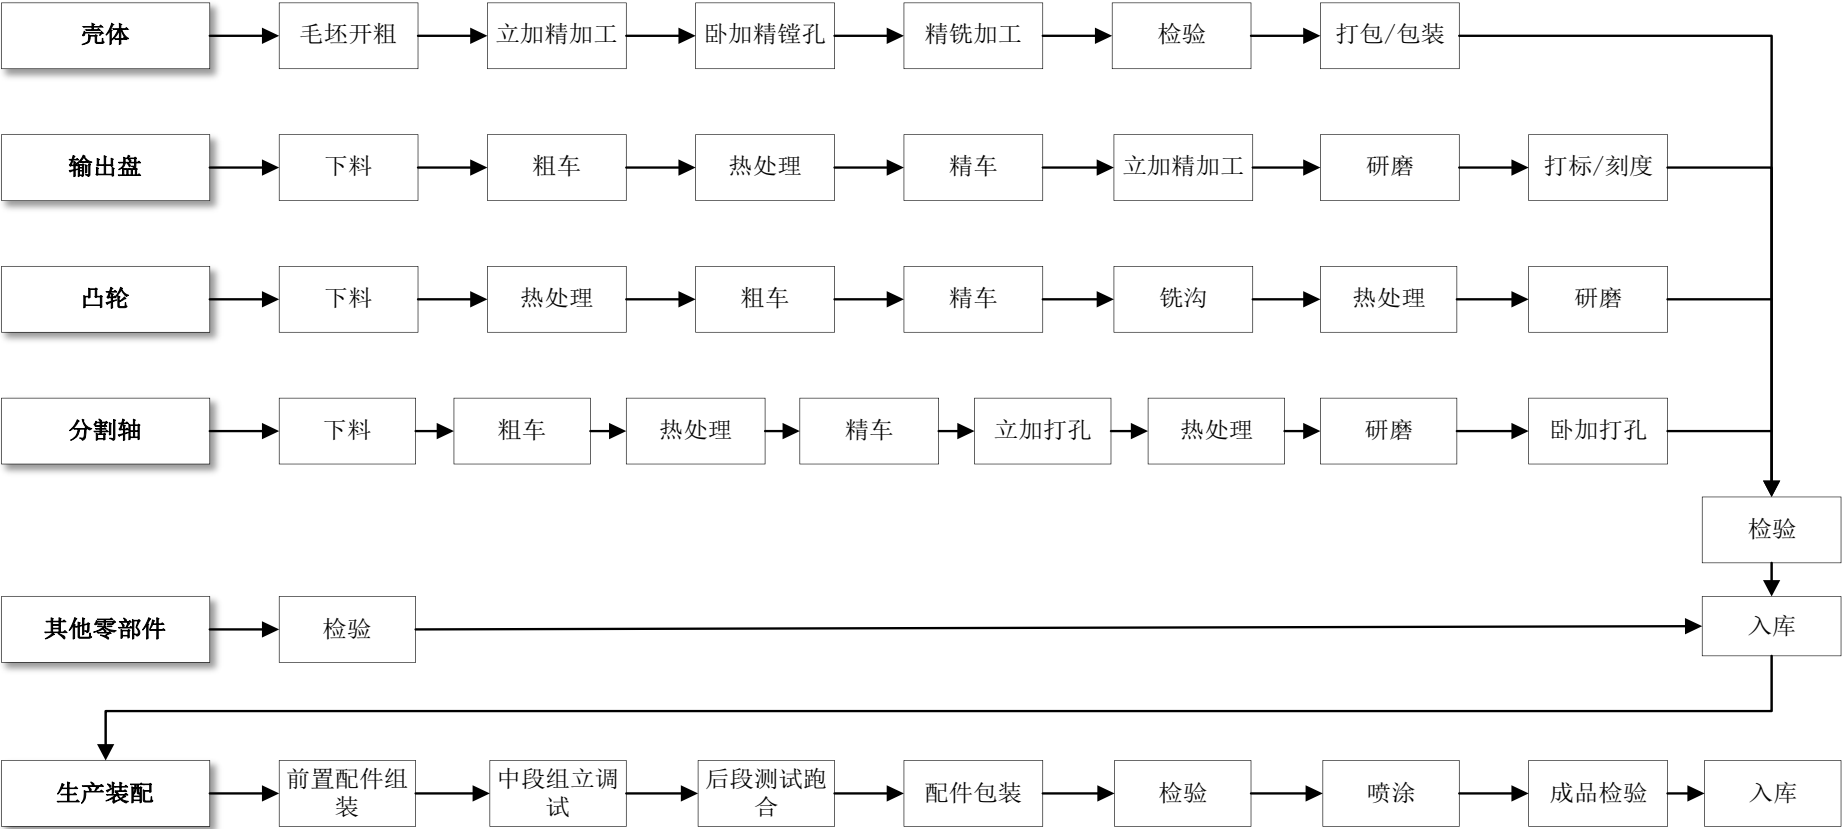 壳体
毛坯开粗
立加精加工
卧加精镗孔
精铣加工
检验
打包/包装
输出盘
下料
粗车
热处理
精车
立加精加工
研磨
打标/刻度
凸轮
下料
热处理
粗车
精车
铣沟
热处理
研磨
分割轴
下料
粗车
热处理
精车
立加打孔
热处理
研磨
卧加打孔
检验
其他零部件
检验
入库
生产装配
前置配件组
装
中段组立调
试
后段测试跑
合
配件包装
检验
喷涂
成品检验
入库